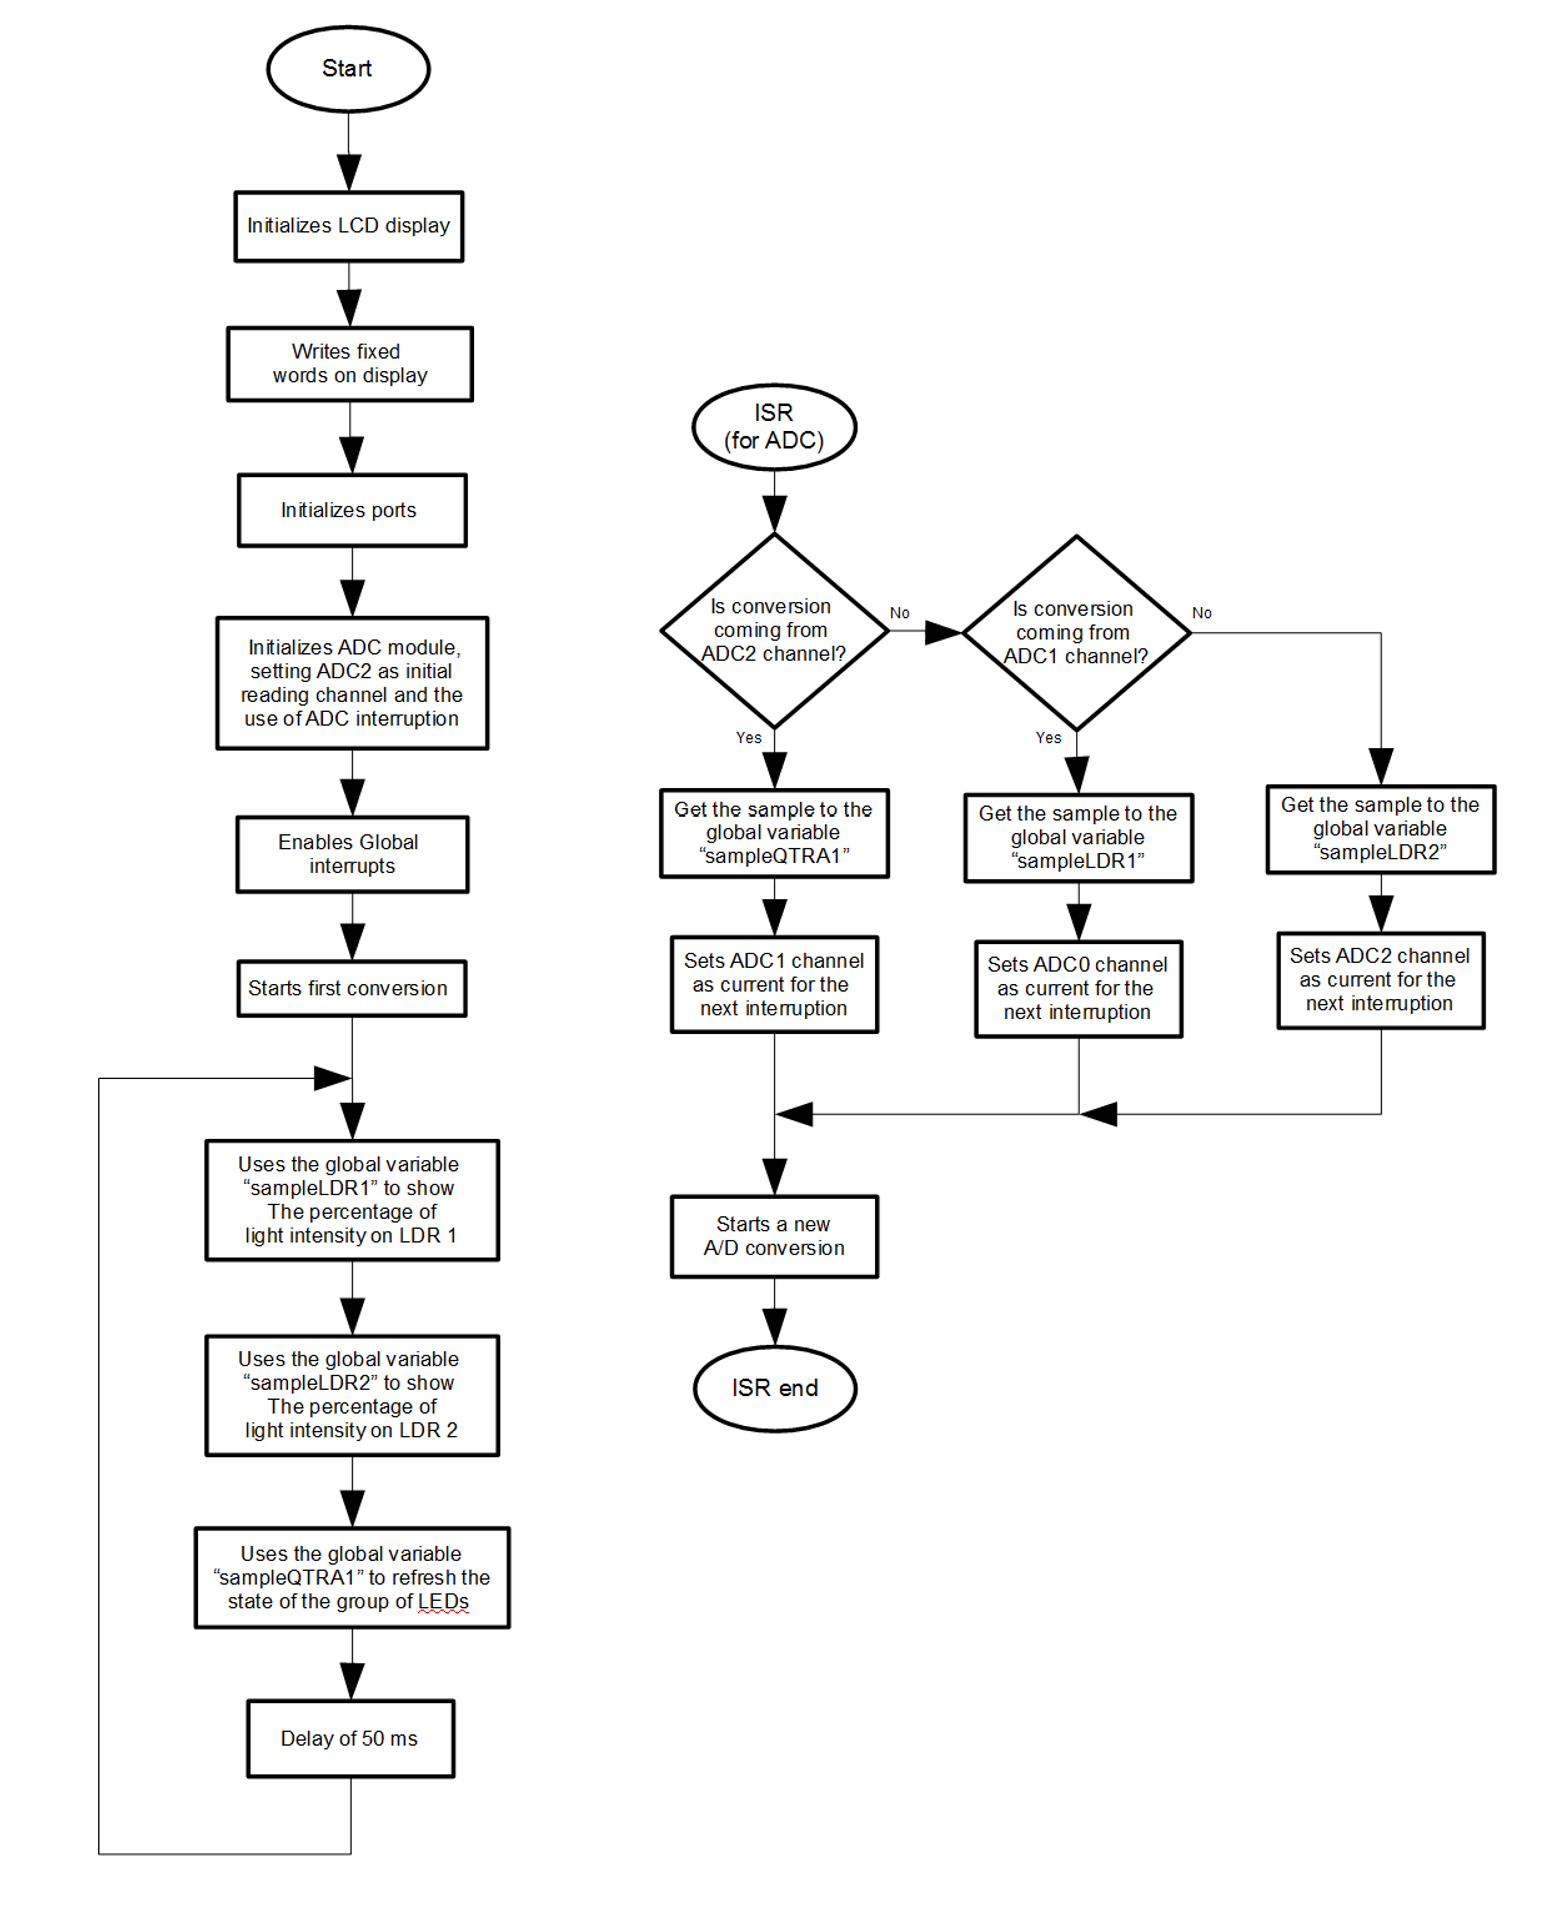 Start
Initializes LCD display
Writes fixed
words on display
Initializes ports
Initializes ADC module,
setting ADC2 as initial
reading channel and the
use of ADC interruption
Enables Global
interrupts
Starts first conversion
Uses the global variable
“sampleLDR1” to show
The percentage of
light intensity on LDR 1
Uses the global variable
“sampleLDR2” to show
The percentage of
light intensity on LDR 2
Uses the global variable
“sampleQTRA1” to refresh the
state of the group of LEDs
Delay of 50 ms
ISR
(for ADC)
Is conversion
coming from
ADC2 channel?
No
Yes
Is conversion
coming from
ADC1 channel?
No
Yes
Get the sample to the
global variable
“sampleQTRA1”
Get the sample to the
global variable
“sampleLDR1”
Get the sample to the
global variable
“sampleLDR2”
Sets ADC1 channel
as current for the
next interruption
Sets ADC0 channel
as current for the
next interruption
Sets ADC2 channel
as current for the
next interruption
Starts a new
A/D conversion
ISR end